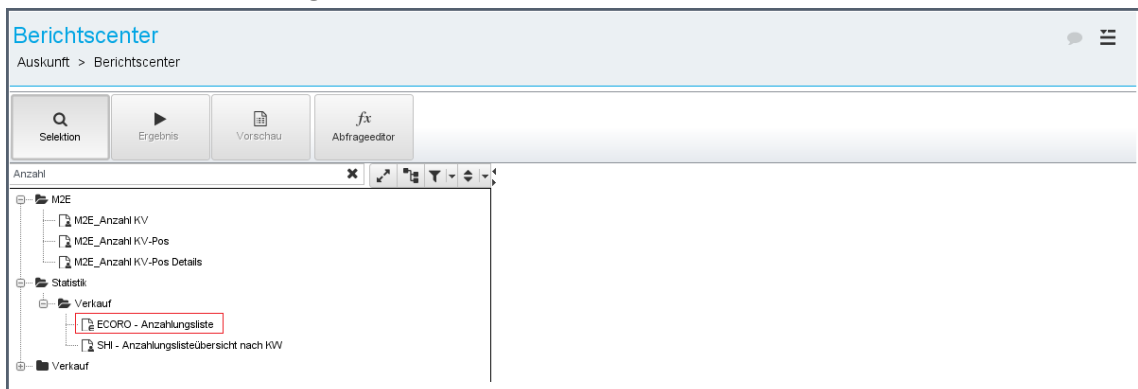 Berichtscenter
Auskunft > Berichtscenter
Selektion
Ergebnis
Vorschau
fx
Abfrageeditor
Anzahl
M2E
M2E_Anzahl KV
M2E_Anzahl KV-Pos
M2E_Anzahl KV-Pos Details
Statistik
Verkauf
ECORO - Anzahlungsliste
SHI - Anzahlungslisteübersicht nach KW
Verkauf